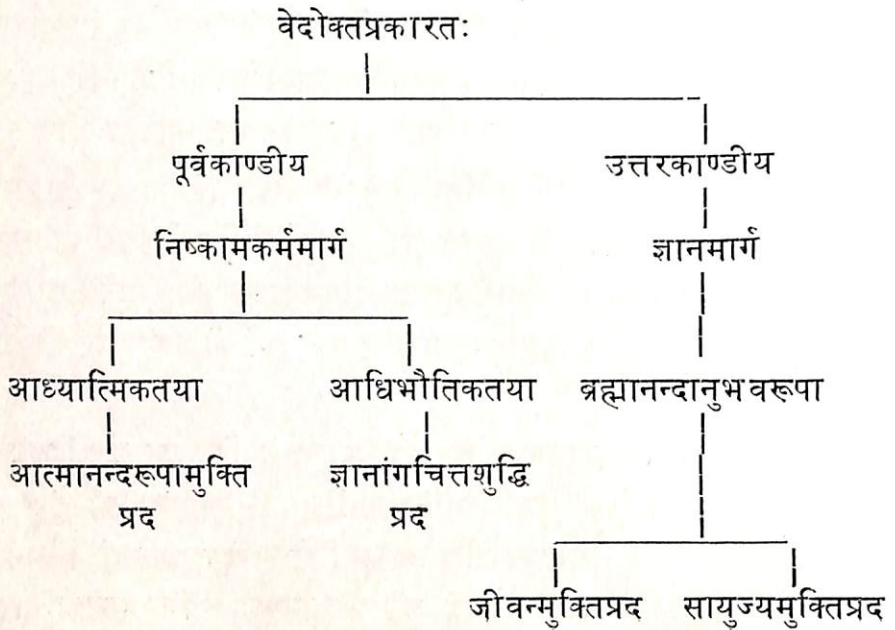 वेदोक्तप्रकारतः
पूर्वकाण्डीय उत्तरकाण्डीय
निष्कामकर्ममार्ग ज्ञानमार्ग
आध्यात्मिकतया आधिभौतिकतया ब्रह्मानन्दानुभवरूपा
आत्मानन्दरूपामुक्ति ज्ञानांगचित्तशुद्धि
प्रद प्रद
जीवन्मुक्तिप्रद सायुज्यमुक्तिप्रद